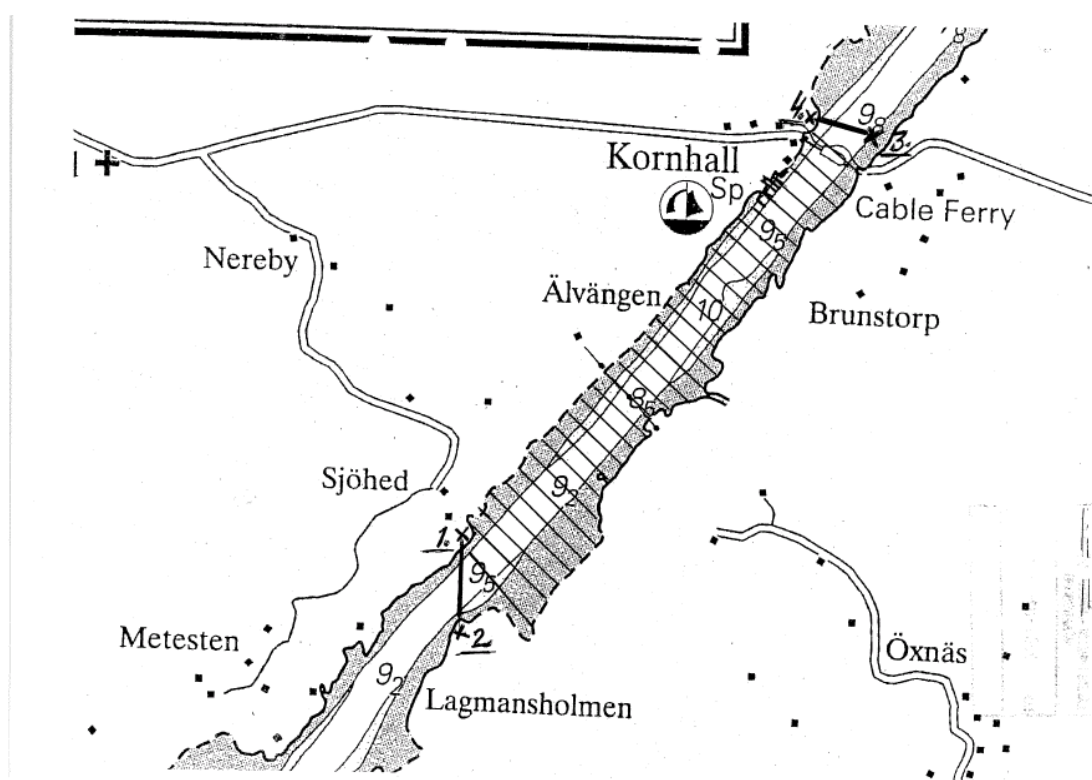 8
4.
9₈
3.
Kornhall
Sp
Cable Ferry
9₅
Nereby
Älvängen
10
Brunstorp
8₅
Sjöhed
9₂
1.
9₅
Metesten
2
Öxnäs
9₂
Lagmansholmen